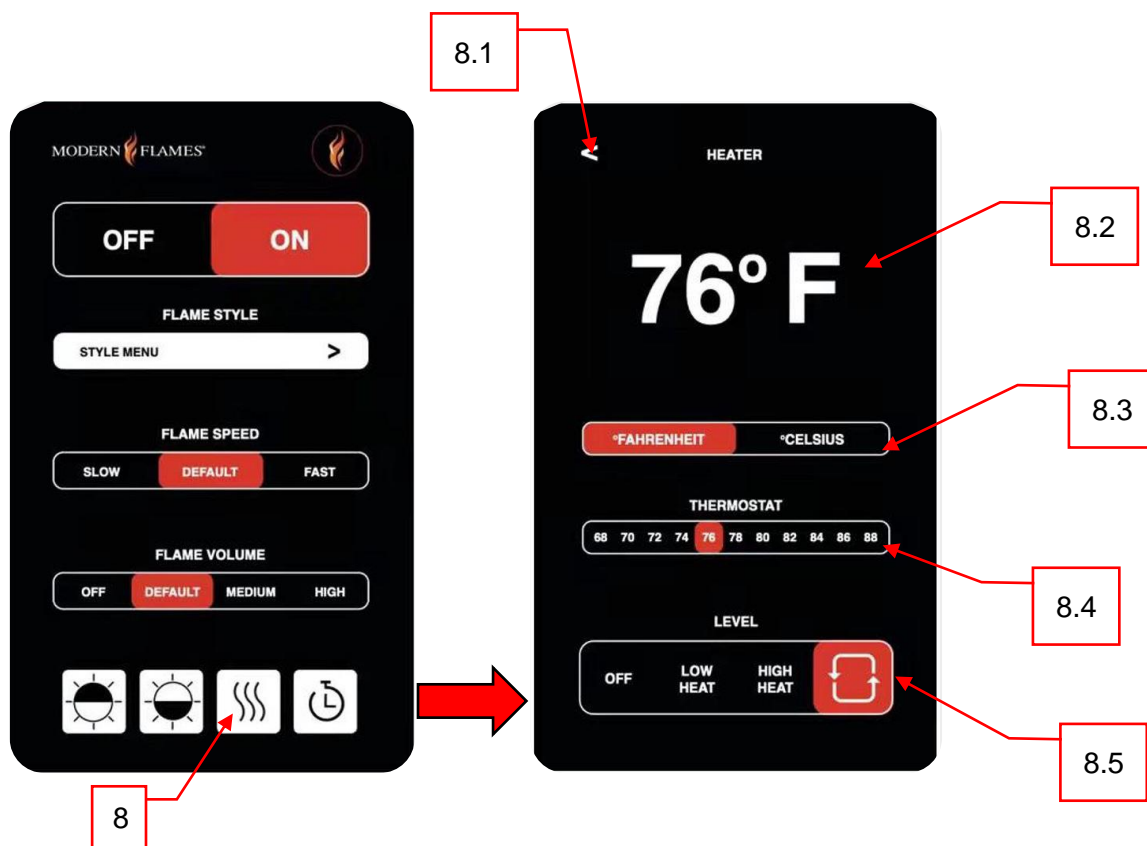 8.1
MODERN FLAMES®
OFF ON
FLAME STYLE
STYLE MENU >
FLAME SPEED
SLOW DEFAULT FAST
FLAME VOLUME
OFF DEFAULT MEDIUM HIGH
8
< HEATER
8.2
76° F
8.3
°FAHRENHEIT °CELSIUS
THERMOSTAT
68 70 72 74 76 78 80 82 84 86 88
8.4
LEVEL
OFF LOW HEAT HIGH HEAT
8.5